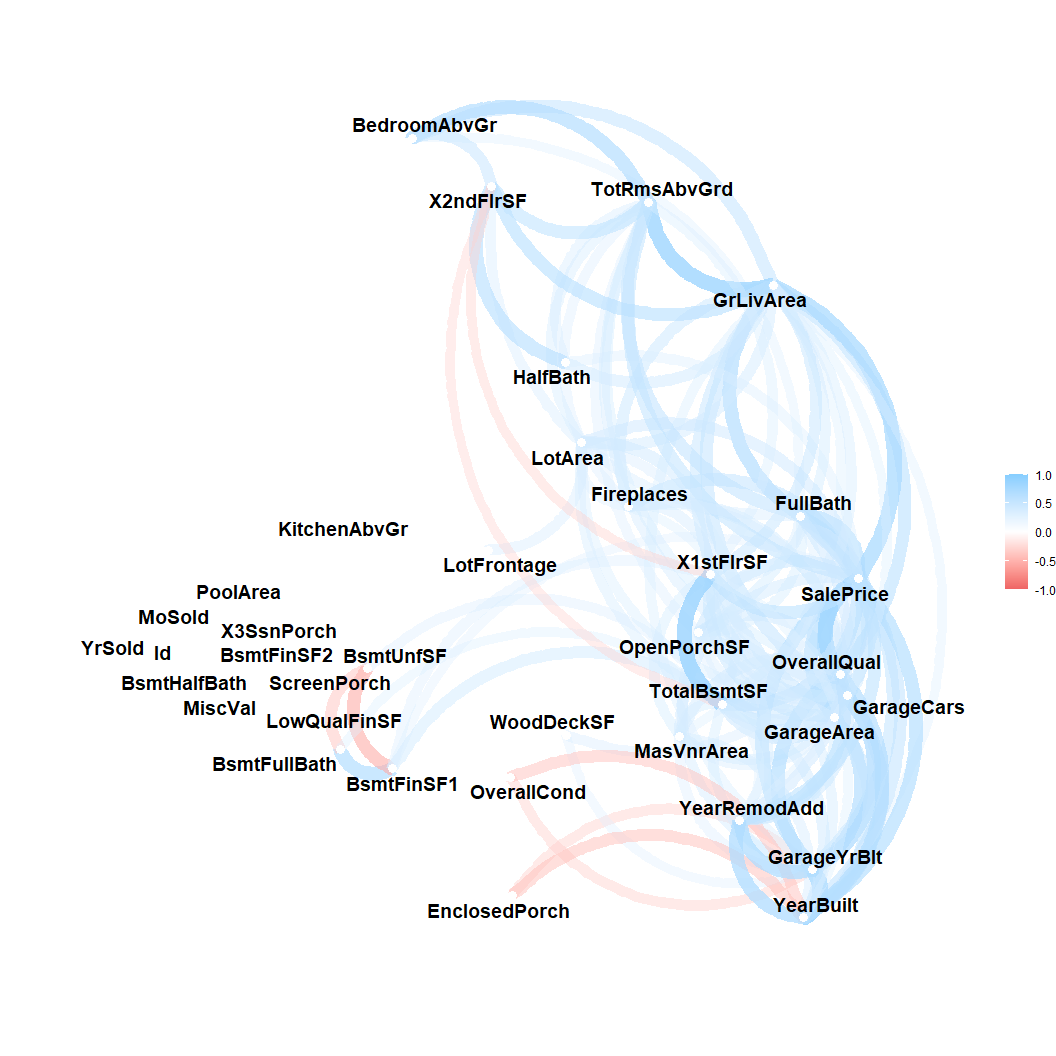 BedroomAbvGr
TotRmsAbvGrd
X2ndFlrSF
GrLivArea
HalfBath
LotArea
Fireplaces
FullBath
KitchenAbvGr
LotFrontage
X1stFlrSF
SalePrice
PoolArea
MoSold
X3SsnPorch
YrSold
Id
BsmtFinSF2
BsmtUnfSF
OpenPorchSF
OverallQual
BsmtHalfBath
ScreenPorch
TotalBsmtSF
MiscVal
GarageCars
LowQualFinSF
WoodDeckSF
GarageArea
MasVnrArea
BsmtFullBath
BsmtFinSF1
OverallCond
YearRemodAdd
GarageYrBlt
EnclosedPorch
YearBuilt
1.0
0.5
0.0
-0.5
-1.0